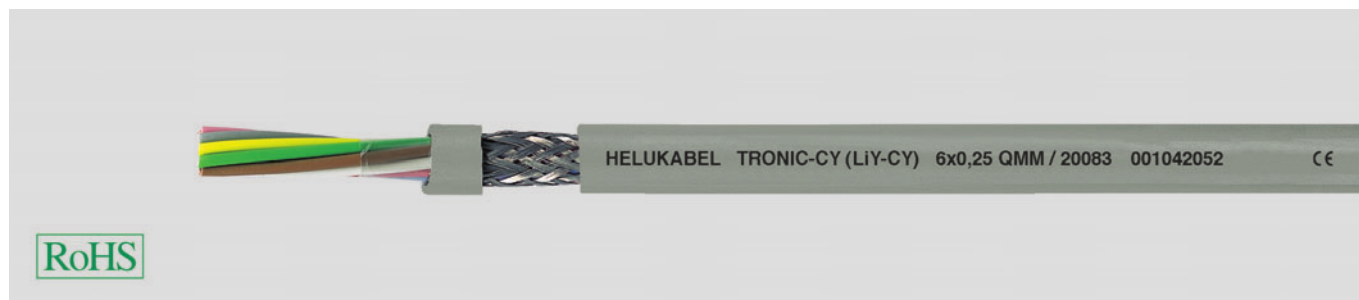 HELUKABEL TRONIC-CY (LiY-CY) 6x0,25 QMM / 20083 001042052 CE
RoHS